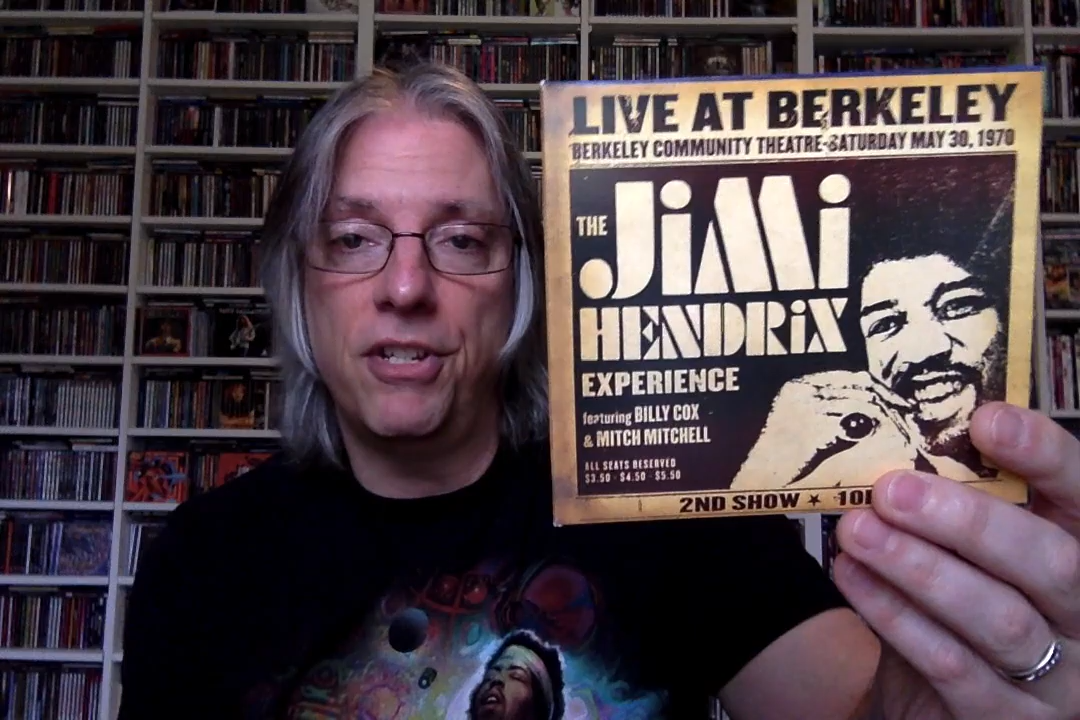 LIVE AT BERKELEY
BERKELEY COMMUNITY THEATRE-SATURDAY MAY 30, 1970
THE JiMi
HENDRiX
EXPERIENCE
featuring BILLY COX
& MITCH MITCHELL
ALL SEATS RESERVED
$3.50 - $4.50 - $5.50
2ND SHOW ★ 10